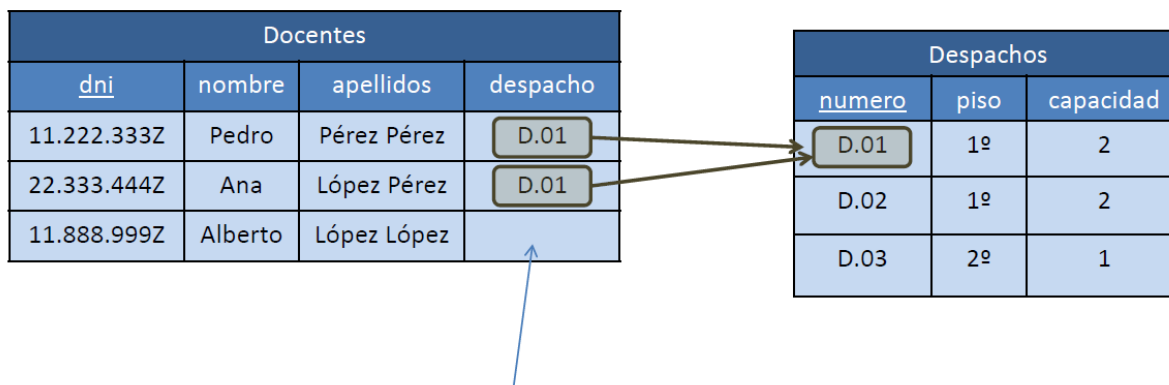 Docentes
dni nombre apellidos despacho
11.222.333Z Pedro Pérez Pérez D.01
22.333.444Z Ana López Pérez D.01
11.888.999Z Alberto López López
Despachos
numero piso capacidad
D.01 1º 2
D.02 1º 2
D.03 2º 1